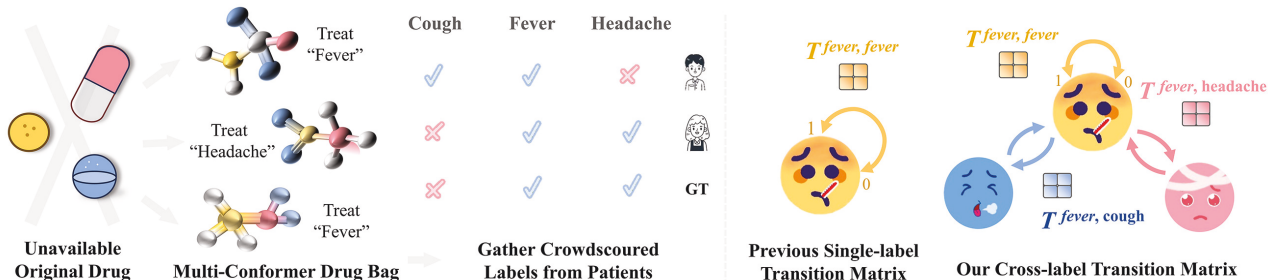 Cough Fever Headache
Treat
"Fever"
Treat
"Headache"
Treat
"Fever"
GT
Unavailable
Original Drug
Multi-Conformer Drug Bag
Gather Crowdscoured
Labels from Patients
T fever, fever
1
0
Previous Single-label
Transition Matrix
T fever, fever
1 0
T fever, headache
T fever, cough
Our Cross-label Transition Matrix